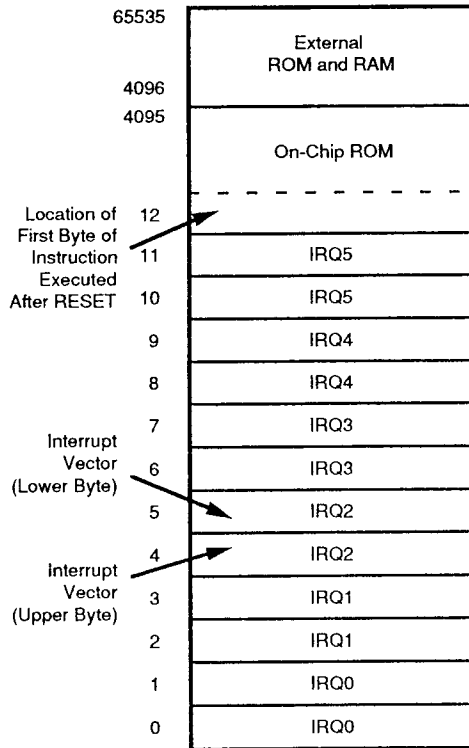 65535
External
ROM and RAM
4096
4095
On-Chip ROM
Location of
First Byte of
Instruction
Executed
After RESET
12
11 IRQ5
10 IRQ5
9 IRQ4
8 IRQ4
7 IRQ3
Interrupt
Vector
(Lower Byte)
6 IRQ3
5 IRQ2
4 IRQ2
Interrupt
Vector
(Upper Byte)
3 IRQ1
2 IRQ1
1 IRQ0
0 IRQ0